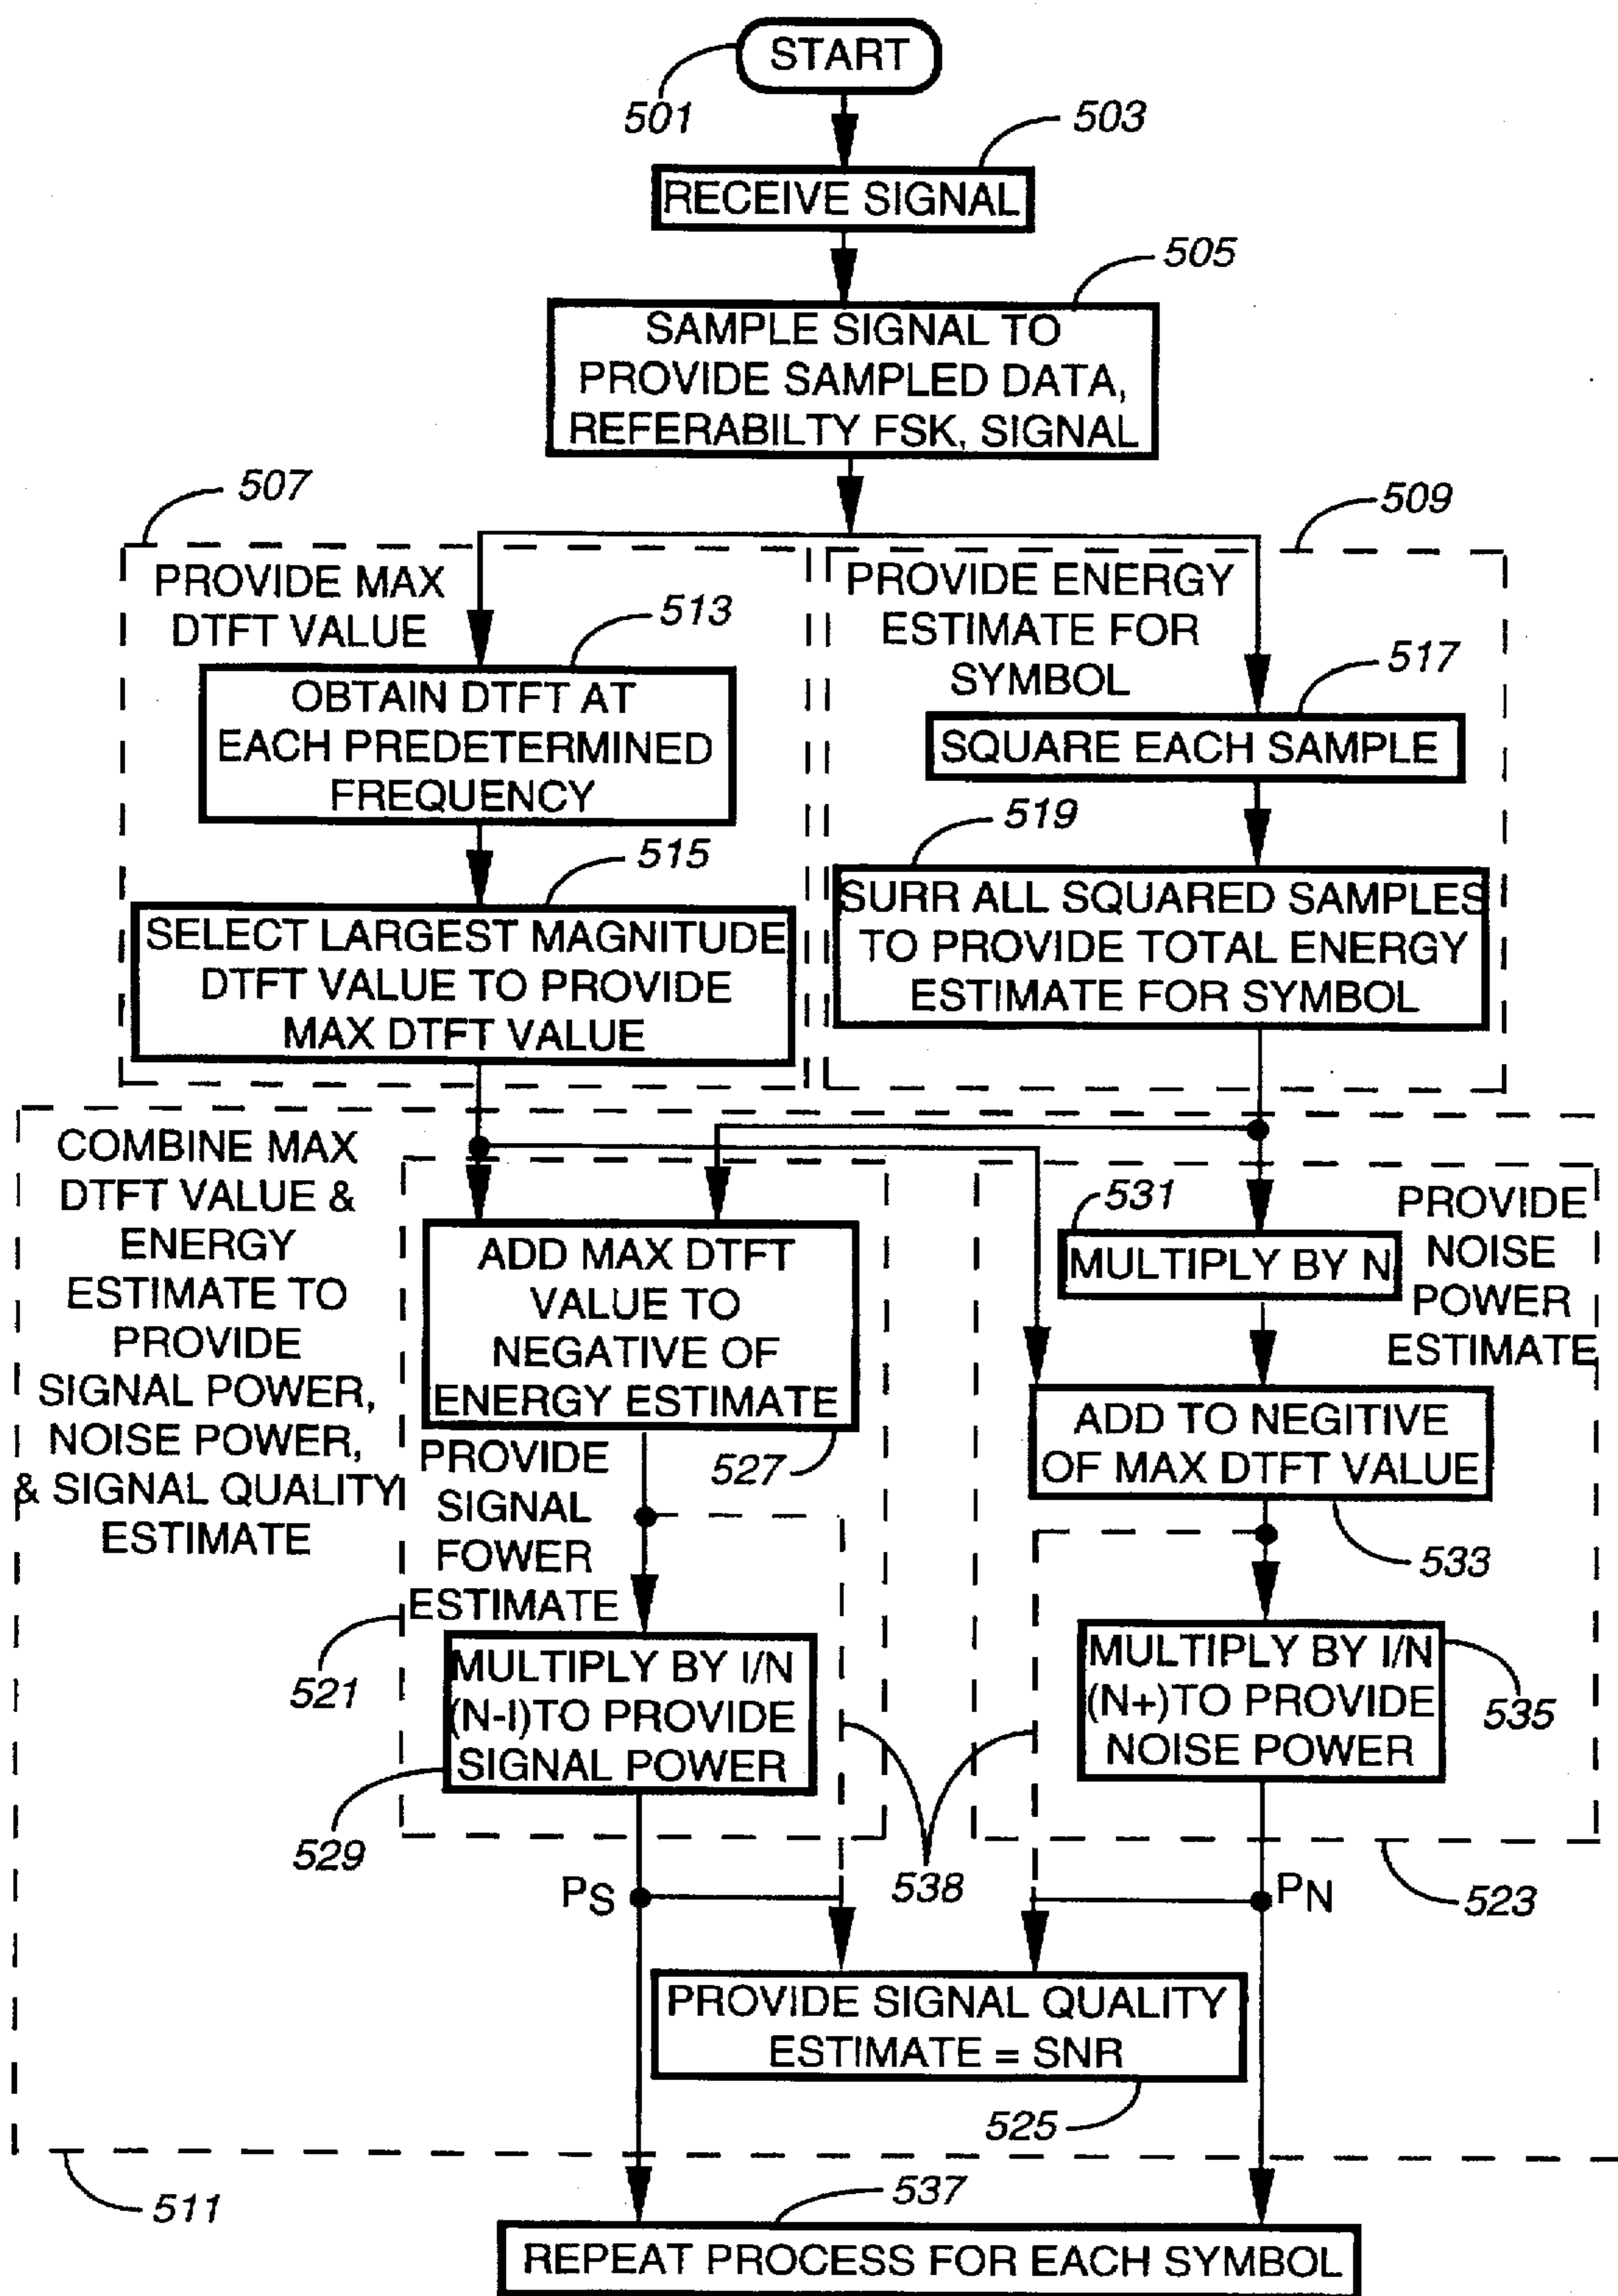 START
501
503
RECEIVE SIGNAL
505
SAMPLE SIGNAL TO
PROVIDE SAMPLED DATA,
REFERABILTY FSK, SIGNAL
507
509
PROVIDE MAX
DTFT VALUE
513
OBTAIN DTFT AT
EACH PREDETERMINED
FREQUENCY
515
SELECT LARGEST MAGNITUDE
DTFT VALUE TO PROVIDE
MAX DTFT VALUE
PROVIDE ENERGY
ESTIMATE FOR
SYMBOL
517
SQUARE EACH SAMPLE
519
SURR ALL SQUARED SAMPLES
TO PROVIDE TOTAL ENERGY
ESTIMATE FOR SYMBOL
COMBINE MAX
DTFT VALUE &
ENERGY
ESTIMATE TO
PROVIDE
SIGNAL POWER,
NOISE POWER,
& SIGNAL QUALITY
ESTIMATE
ADD MAX DTFT
VALUE TO
NEGATIVE OF
ENERGY ESTIMATE
527
PROVIDE
SIGNAL
FOWER
ESTIMATE
521
MULTIPLY BY I/N
(N-I)TO PROVIDE
SIGNAL POWER
529
531
MULTIPLY BY N
PROVIDE
NOISE
POWER
ESTIMATE
ADD TO NEGITIVE
OF MAX DTFT VALUE
533
MULTIPLY BY I/N
(N+)TO PROVIDE
NOISE POWER
535
538
523
PS
PN
PROVIDE SIGNAL QUALITY
ESTIMATE = SNR
525
511
537
REPEAT PROCESS FOR EACH SYMBOL